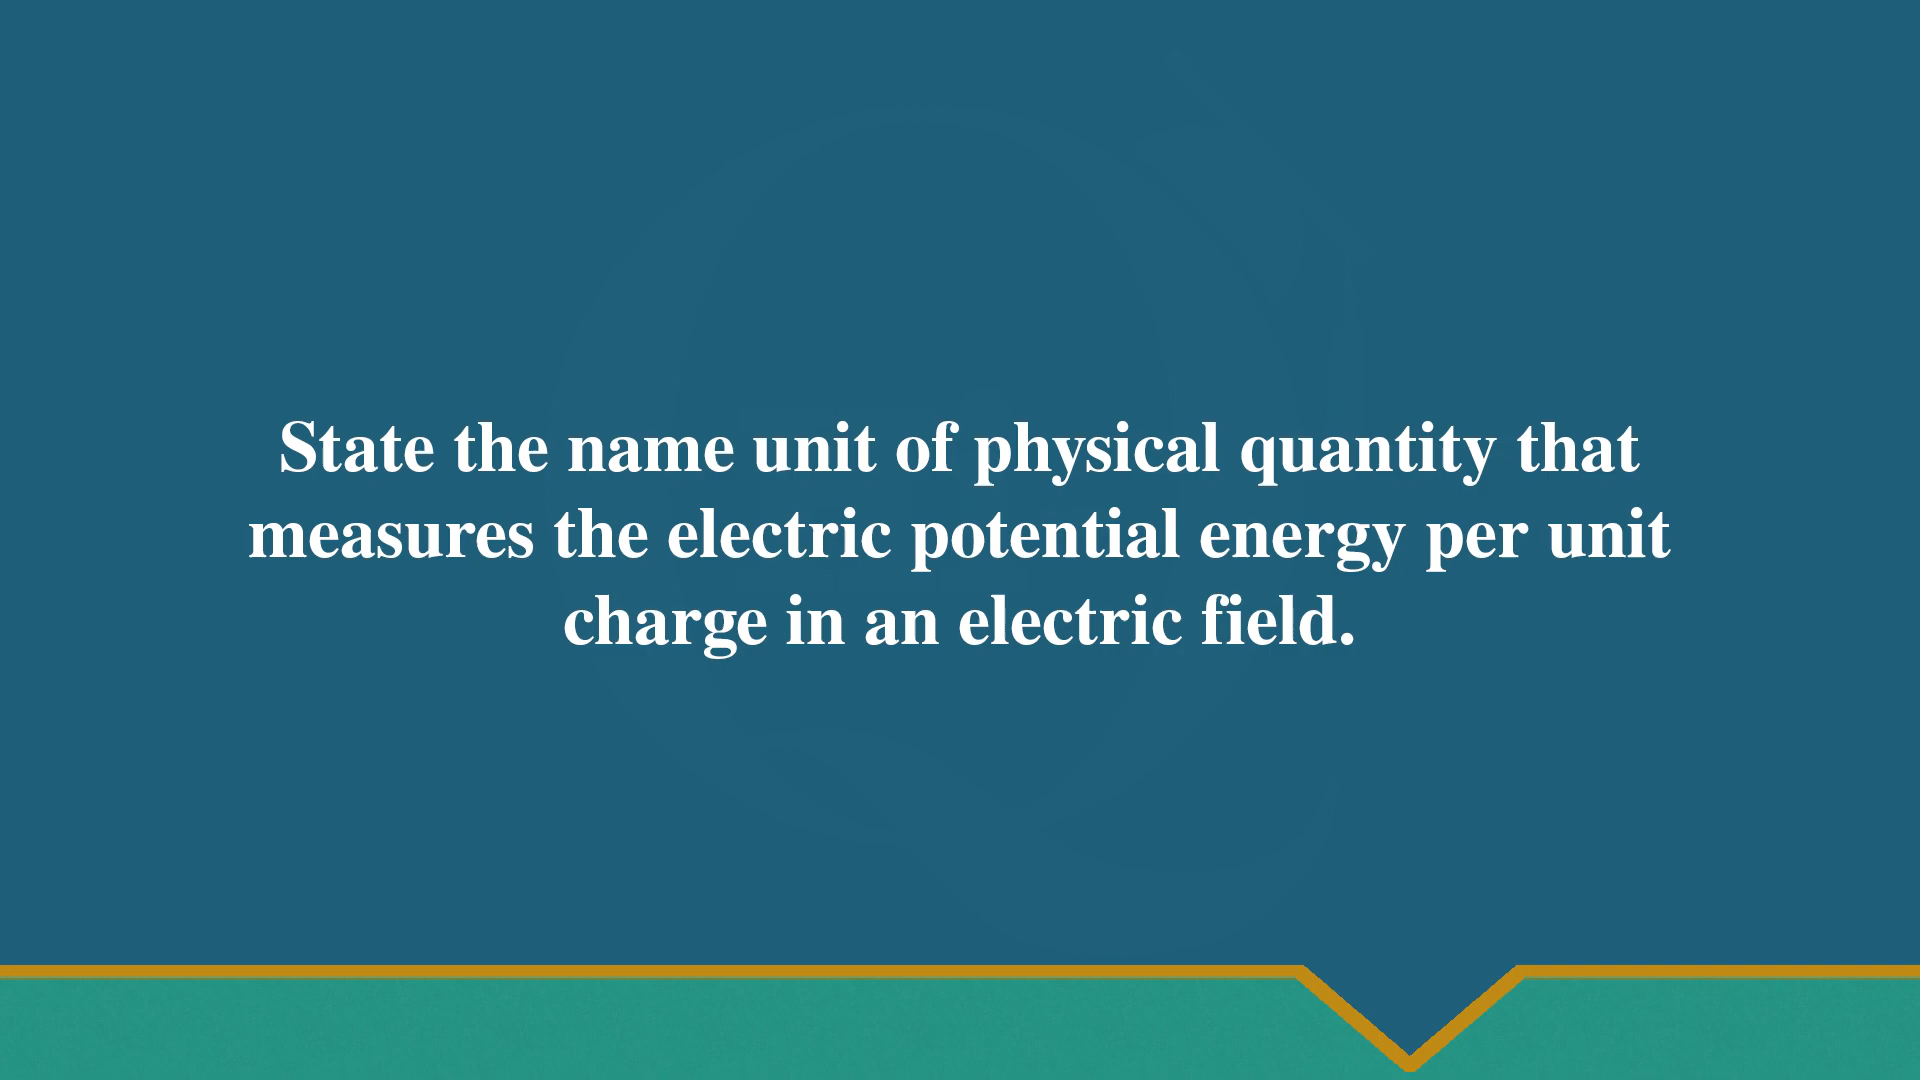 State the name unit of physical quantity that
measures the electric potential energy per unit
charge in an electric field.